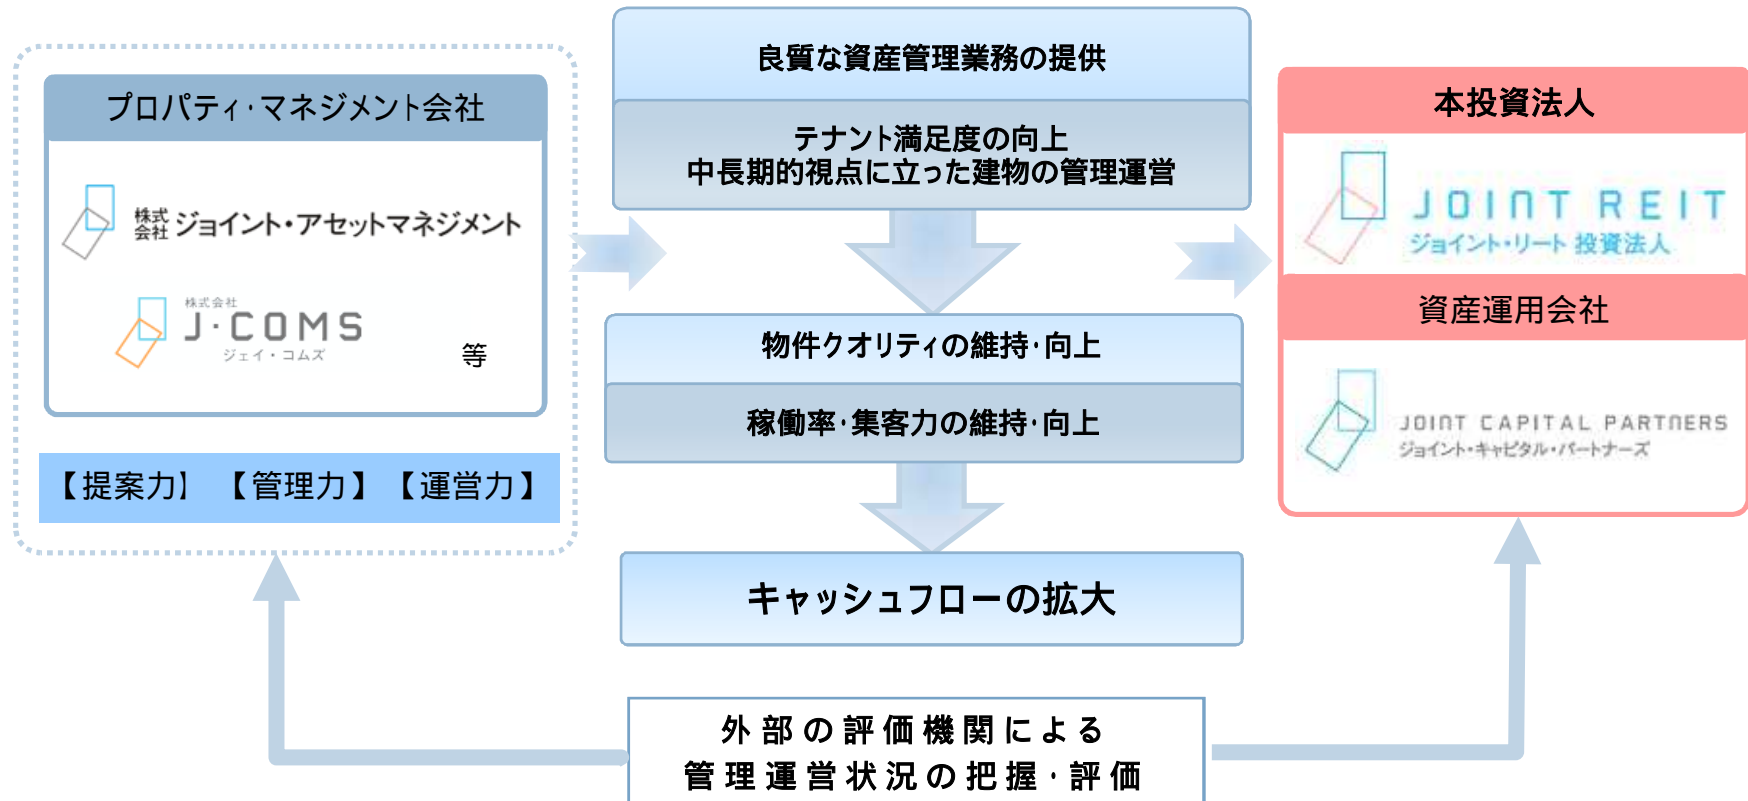 プロパティ・マネジメント会社
株式会社 ジョイント・アセットマネジメント
株式会社
J・COMS
ジェイ・コムズ
等
【提案力】 【管理力】 【運営力】
良質な資産管理業務の提供
テナント満足度の向上
中長期的視点に立った建物の管理運営
物件クオリティの維持・向上
稼働率・集客力の維持・向上
キャッシュフローの拡大
外部の評価機関による
管理運営状況の把握・評価
本投資法人
JOINT REIT
ジョイント・リート 投資法人
資産運用会社
JOINT CAPITAL PARTNERS
ジョイント・キャピタル・パートナーズ